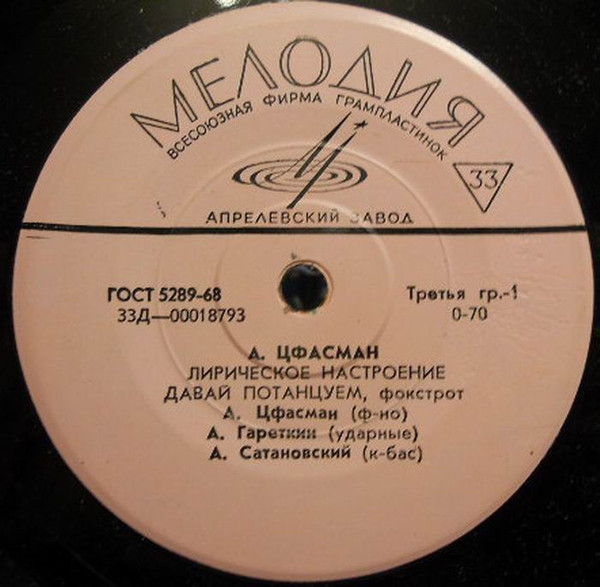 МЕЛОДИЯ
ВСЕСОЮЗНАЯ ФИРМА ГРАМПЛАСТИНОК
33
АПРЕЛЕВСКИЙ ЗАВОД
ГОСТ 5289-68
Третья гр.-1
33Д—00018793
0-70
А. ЦФАСМАН
ЛИРИЧЕСКОЕ НАСТРОЕНИЕ
ДАВАЙ ПОТАНЦУЕМ, фокстрот
А. Цфасман (ф-но)
А. Гареткин (ударные)
А. Сатановский (к-бас)